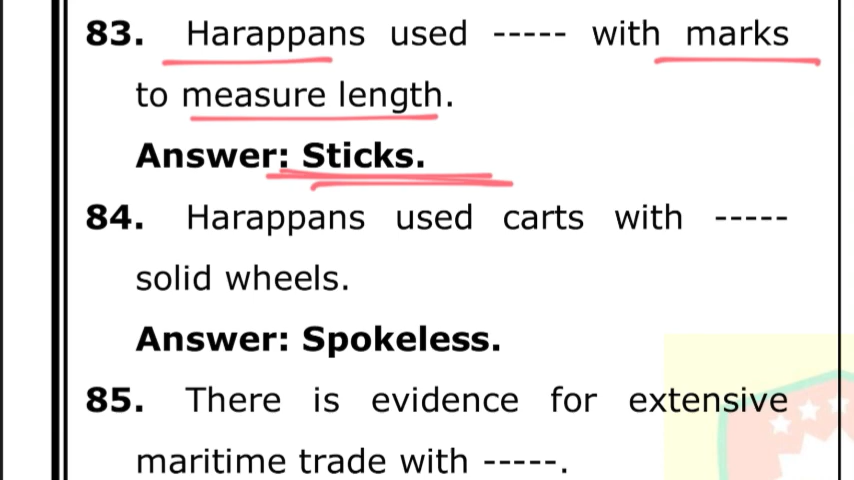 83. Harappans used ----- with marks
to measure length.
Answer: Sticks.
84. Harappans used carts with -----
solid wheels.
Answer: Spokeless.
85. There is evidence for extensive
maritime trade with -----.